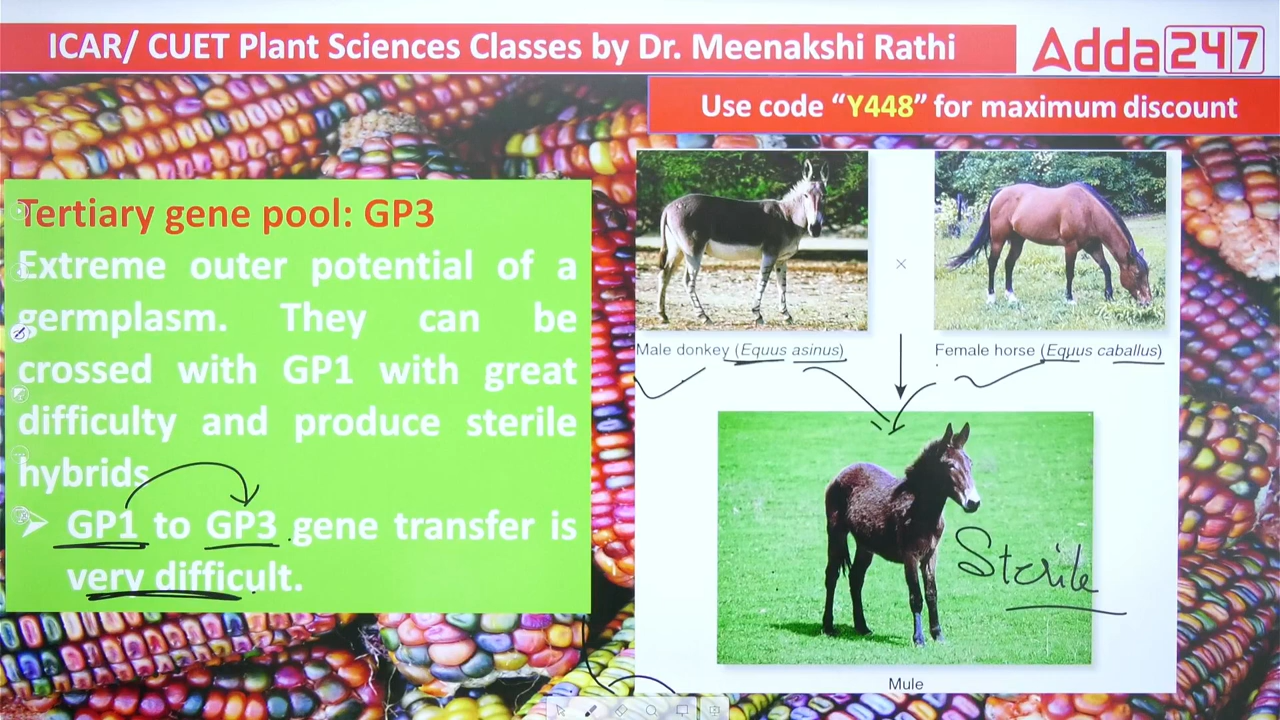 ICAR/ CUET Plant Sciences Classes by Dr. Meenakshi Rathi
Adda247
Use code “Y448” for maximum discount
Tertiary gene pool: GP3
Extreme outer potential of a
germplasm. They can be
crossed with GP1 with great
difficulty and produce sterile
hybrids
GP1 to GP3 gene transfer is
very difficult.
×
Male donkey (Equus asinus)
Female horse (Equus caballus)
Sterile
Mule